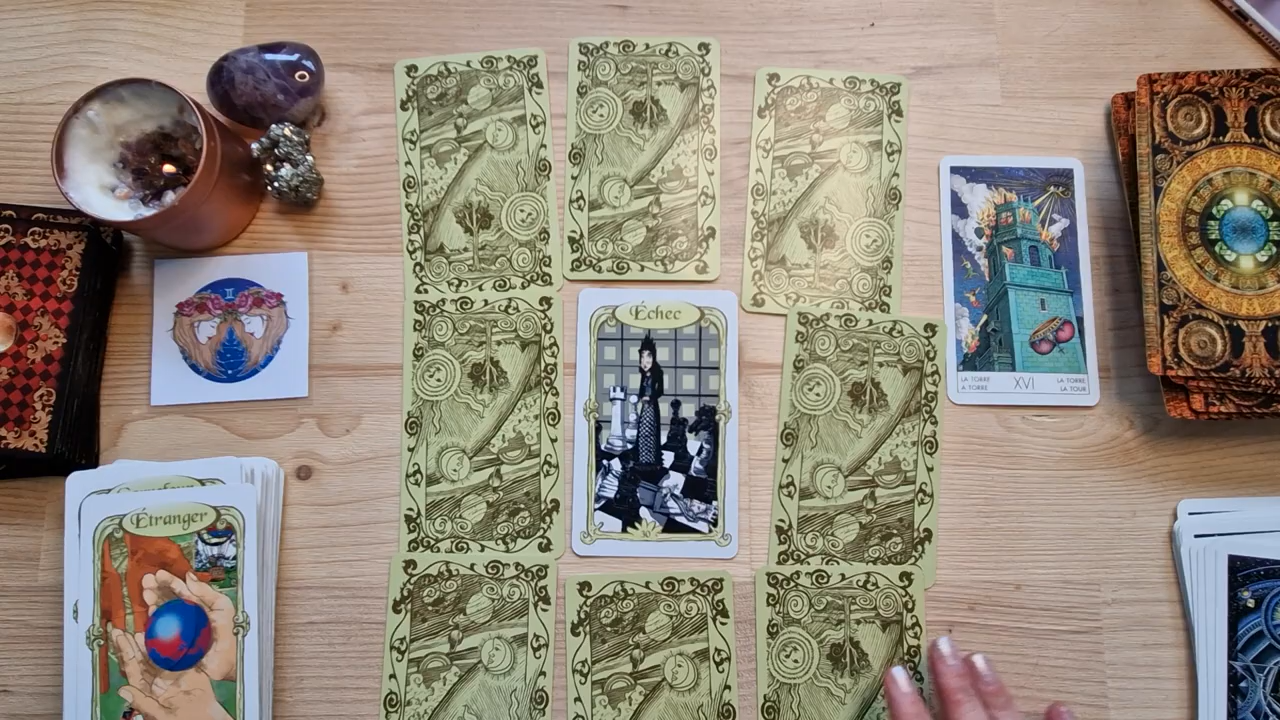 Échec
LA TORRE
A TORRE
XVI
LA TORRE
LA TOUR
Étranger